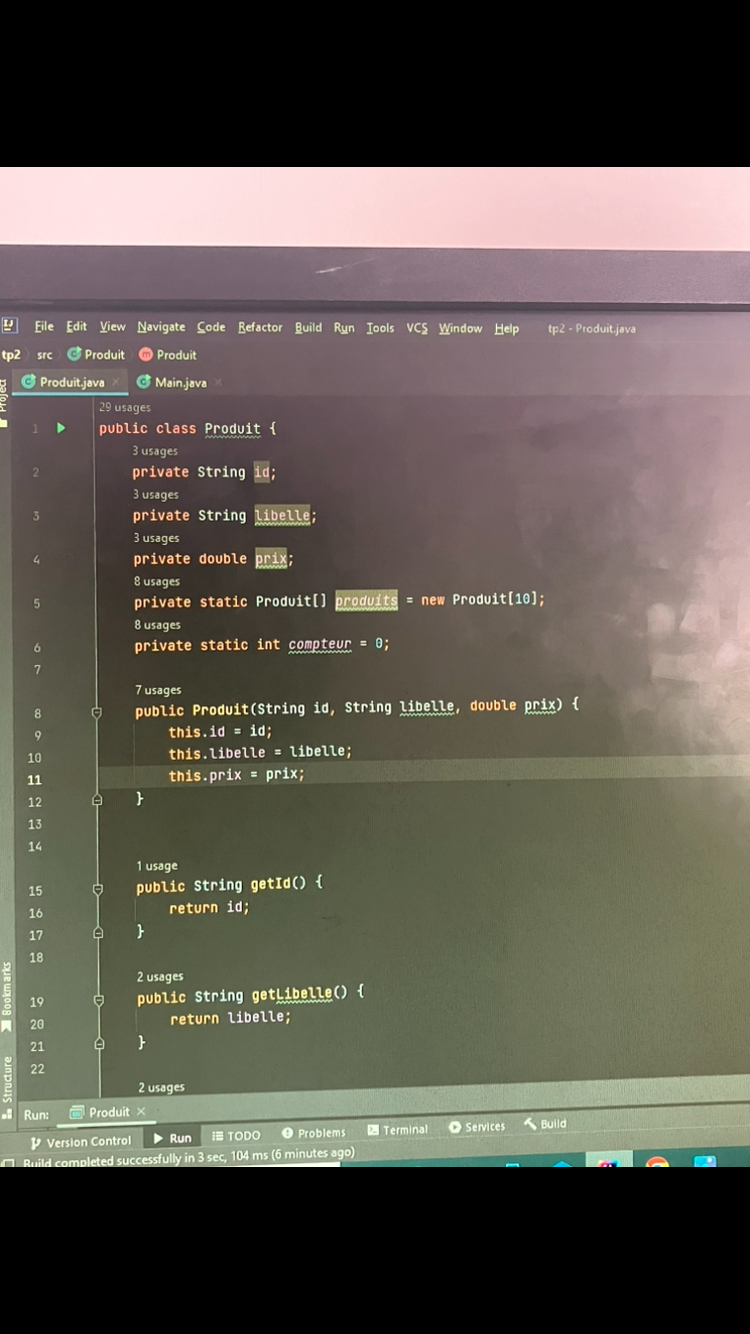 File Edit View Navigate Code Refactor Build Run Tools VCS Window Help tp2 - Produit.java
tp2 src Produit Produit
Project
Produit.java Main.java
29 usages
1 public class Produit {
3 usages
2 private String id;
3 usages
3 private String libelle;
3 usages
4 private double prix;
8 usages
5 private static Produit[] produits = new Produit[10];
8 usages
6 private static int compteur = 0;
7
7 usages
8 public Produit(String id, String libelle, double prix) {
9 this.id = id;
10 this.libelle = libelle;
11 this.prix = prix;
12 }
13
14
1 usage
15 public String getId() {
16 return id;
17 }
18
2 usages
19 public String getLibelle() {
20 return libelle;
21 }
22
2 usages
Bookmarks
Structure
Run: Produit
Version Control Run TODO Problems Terminal Services Build
Build completed successfully in 3 sec, 104 ms (6 minutes ago)